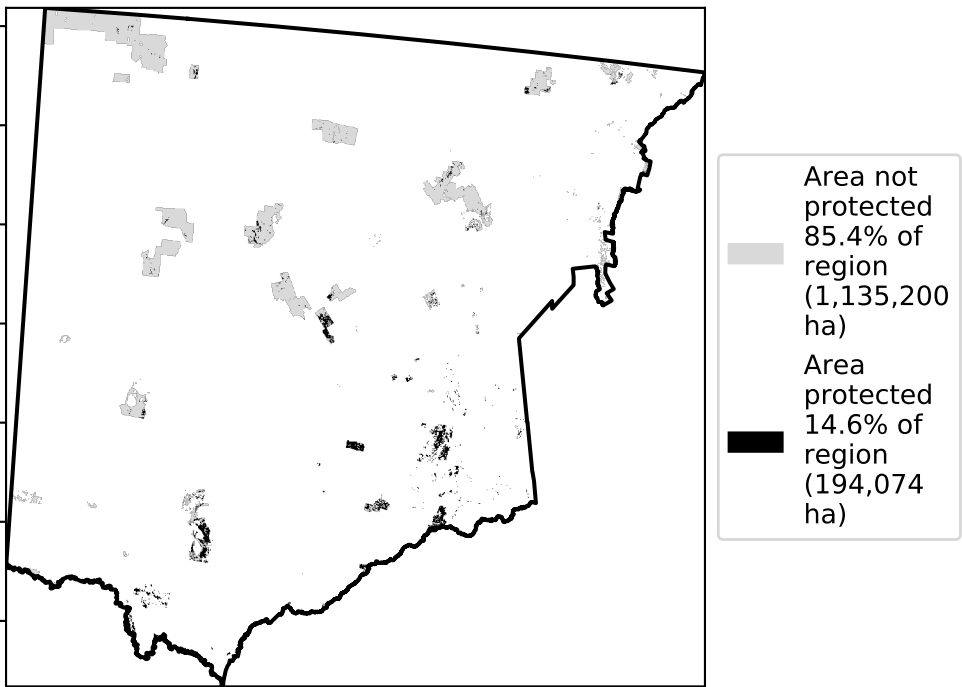 Area not
protected
85.4% of
region
(1,135,200
ha)
Area
protected
14.6% of
region
(194,074
ha)